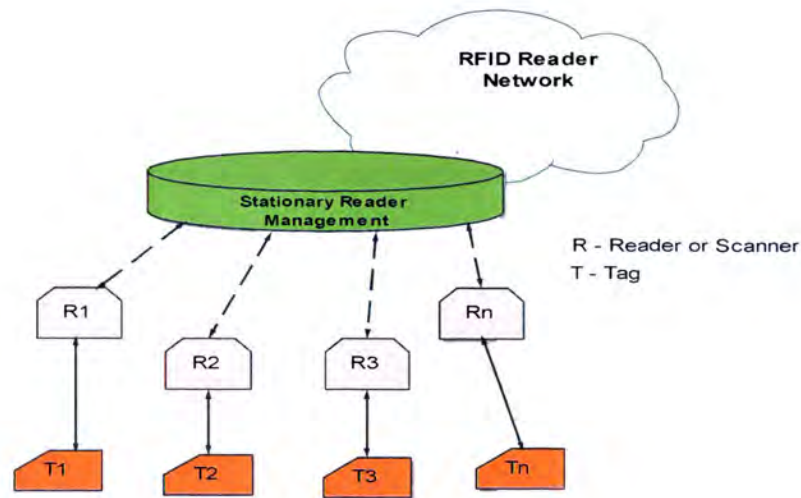 RFID Reader
Network
Stationary Reader
Management
R - Reader or Scanner
T - Tag
R1
Rn
R2
R3
T1
T2
T3
Tn